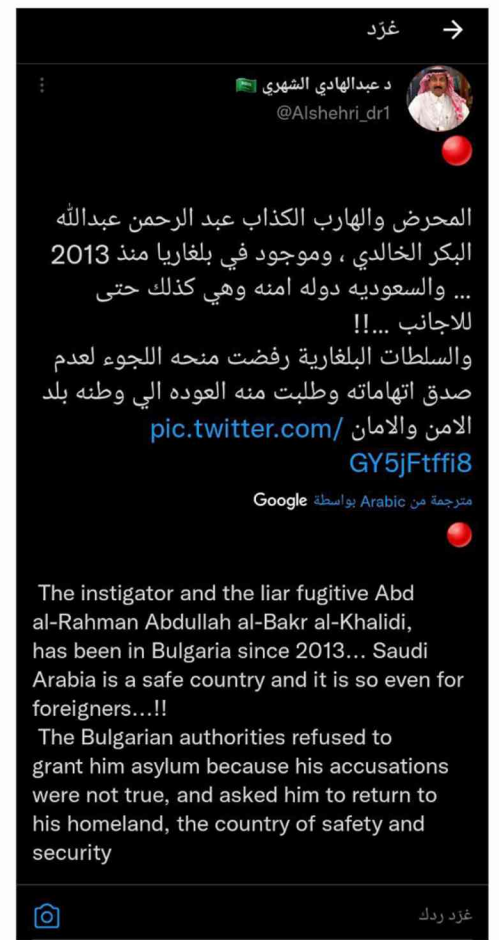 غرّد
د عبدالهادي الشهري
@Alshehri_dr1
المحرض والهارب الكذاب عبد الرحمن عبدالله
البكر الخالدي ، وموجود في بلغاريا منذ 2013
... والسعوديه دوله امنه وهي كذلك حتى
للاجانب ...!!
والسلطات البلغارية رفضت منحه اللجوء لعدم
صدق اتهاماته وطلبت منه العوده الي وطنه بلد
الامن والامان pic.twitter.com/
GY5jFtffi8
مترجمة من Arabic بواسطة Google
The instigator and the liar fugitive Abd
al-Rahman Abdullah al-Bakr al-Khalidi,
has been in Bulgaria since 2013... Saudi
Arabia is a safe country and it is so even for
foreigners...!!
The Bulgarian authorities refused to
grant him asylum because his accusations
were not true, and asked him to return to
his homeland, the country of safety and
security
غرّد ردك